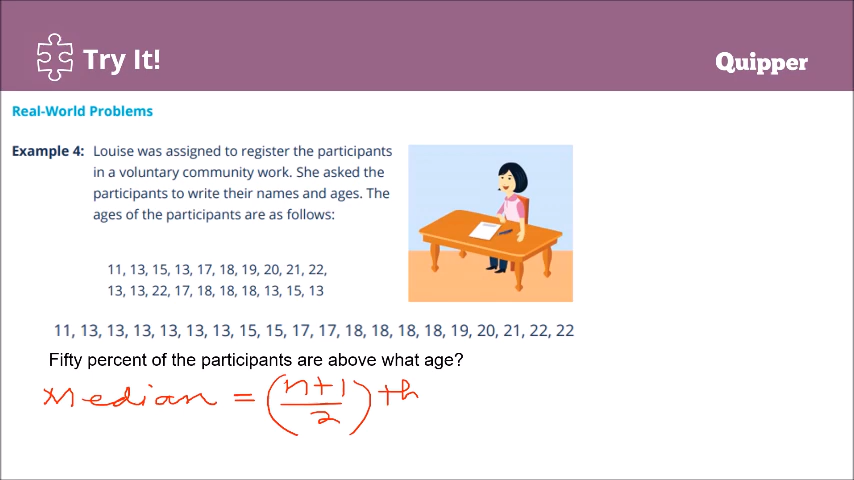 Try It!
Quipper
Real-World Problems
Example 4: Louise was assigned to register the participants
in a voluntary community work. She asked the
participants to write their names and ages. The
ages of the participants are as follows:
11, 13, 15, 13, 17, 18, 19, 20, 21, 22,
13, 13, 22, 17, 18, 18, 18, 13, 15, 13
11, 13, 13, 13, 13, 13, 13, 15, 15, 17, 17, 18, 18, 18, 18, 19, 20, 21, 22, 22
Fifty percent of the participants are above what age?
Median = (n+1/2)th